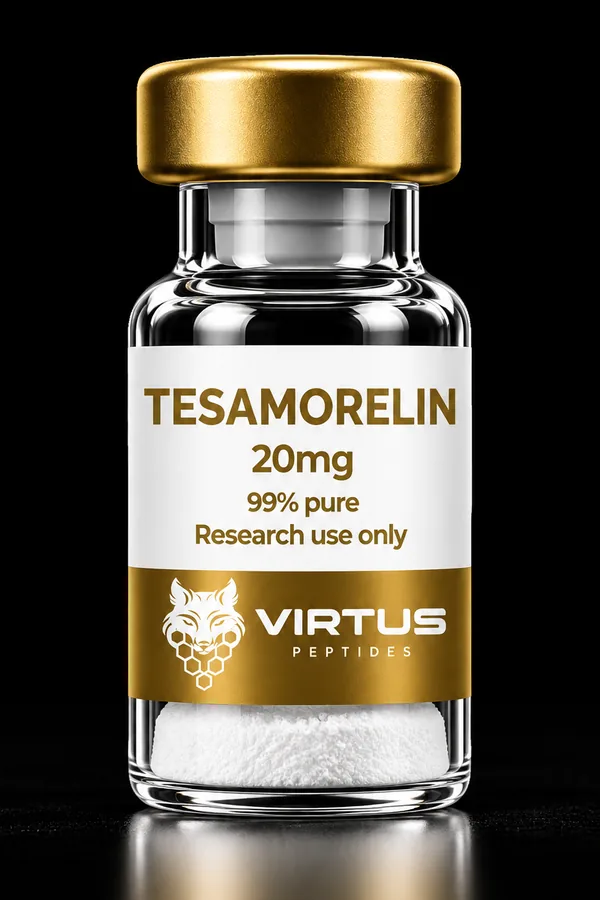 TESAMORELIN
20mg
99% pure
Research use only
VIRTUS
PEPTIDES